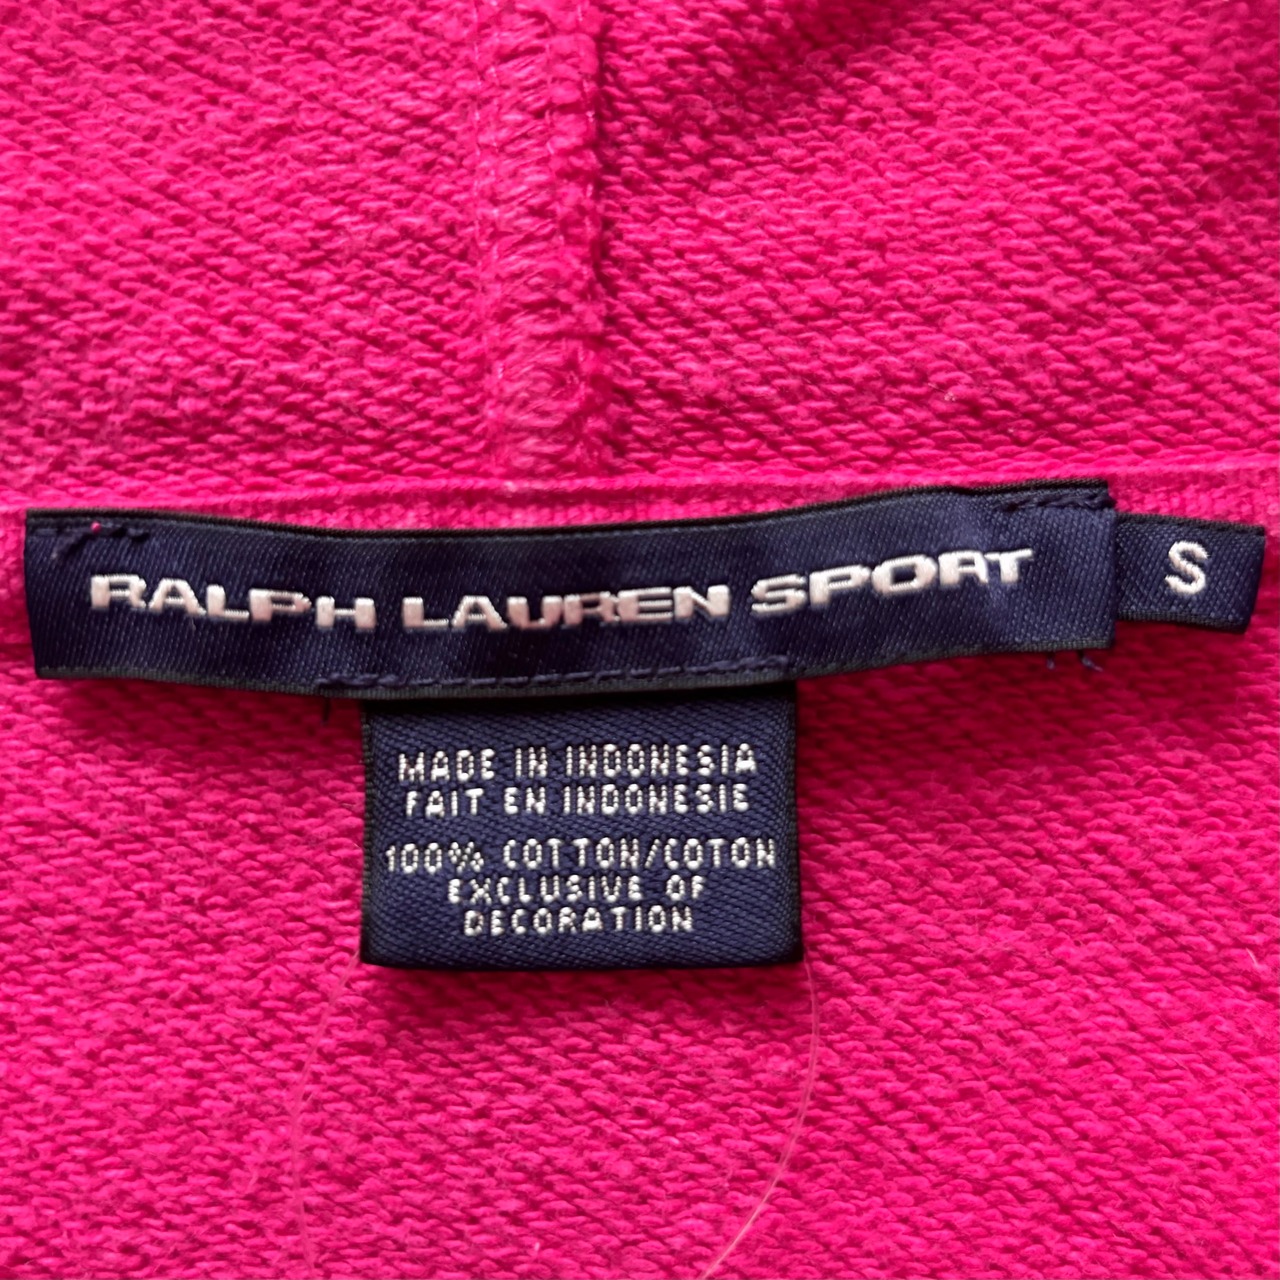 RALPH LAUREN SPORT
S
MADE IN INDONESIA
FAIT EN INDONESIE
100% COTTON/COTON
EXCLUSIVE OF
DECORATION